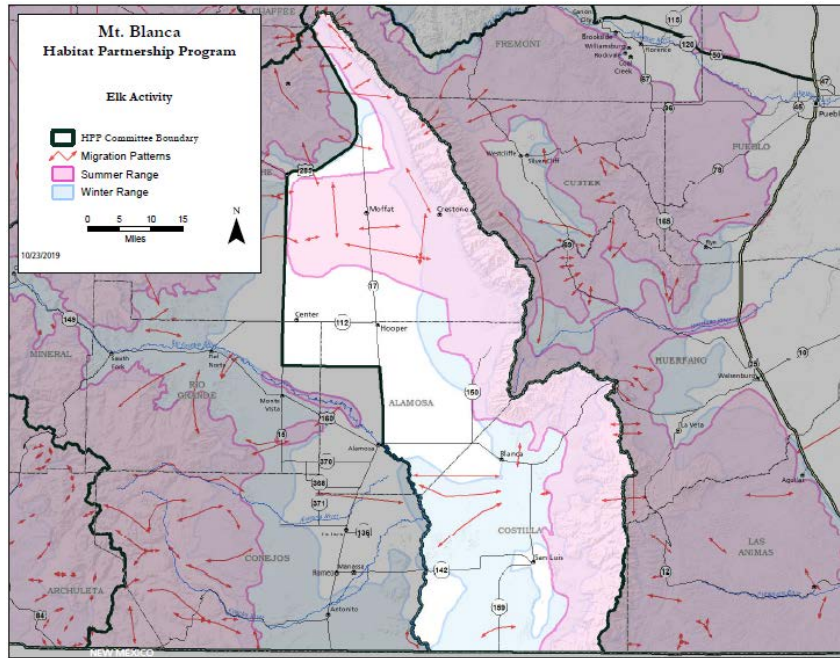 Mt. Blanca
Habitat Partnership Program
Elk Activity
HPP Committee Boundary
Migration Patterns
Summer Range
Winter Range
0 5 10 15
Miles
N
10/23/2019
CHAFFEE
FREMONT
Canon City
115
Brookside
Williamsburg
Rockvale
Coal Creek
Florence
120
50
67
47
Pueblo
96
45
PUEBLO
Westcliffe
Silver Cliff
CUSTER
78
165
69
Rye
285
Moffat
Crestone
17
Center
112
Hooper
149
MINERAL
South Fork
Del Norte
RIO GRANDE
Monte Vista
160
15
ALAMOSA
150
Alamosa
370
368
371
Blanca
HUERFANO
Walsenburg
25
10
La Veta
Aguilar
COSTILLA
San Luis
142
159
136
La Jara
Romeo
Manassa
CONEJOS
Antonito
ARCHULETA
84
LAS ANIMAS
12
NEW MEXICO